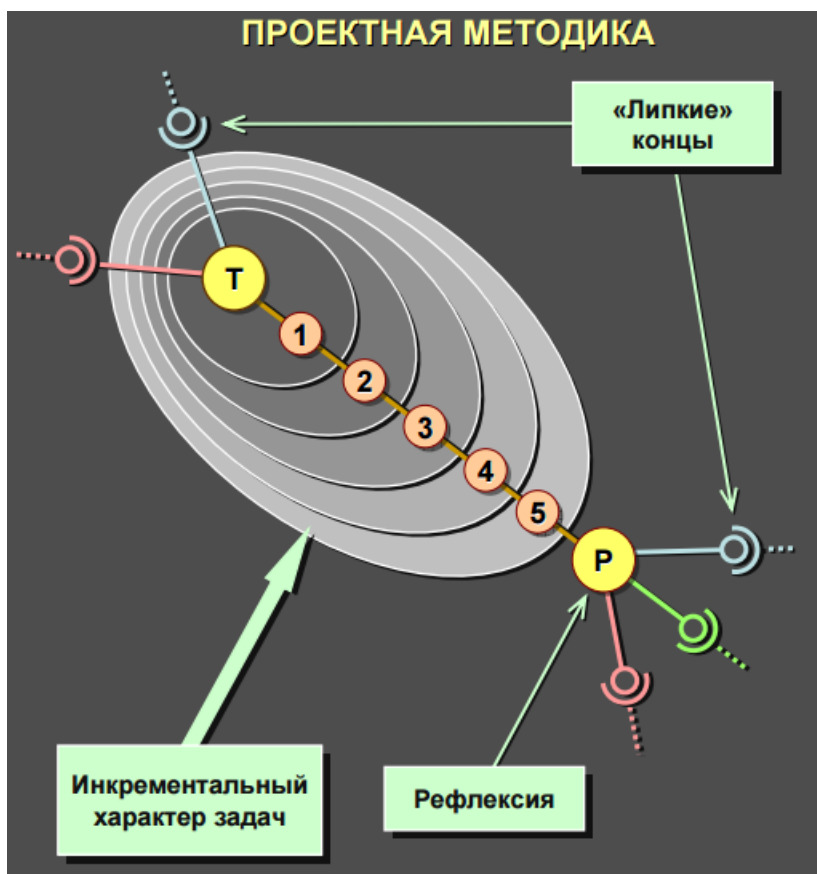 ПРОЕКТНАЯ МЕТОДИКА
«Липкие»
концы
Т
1
2
3
4
5
Р
Инкрементальный
характер задач
Рефлексия